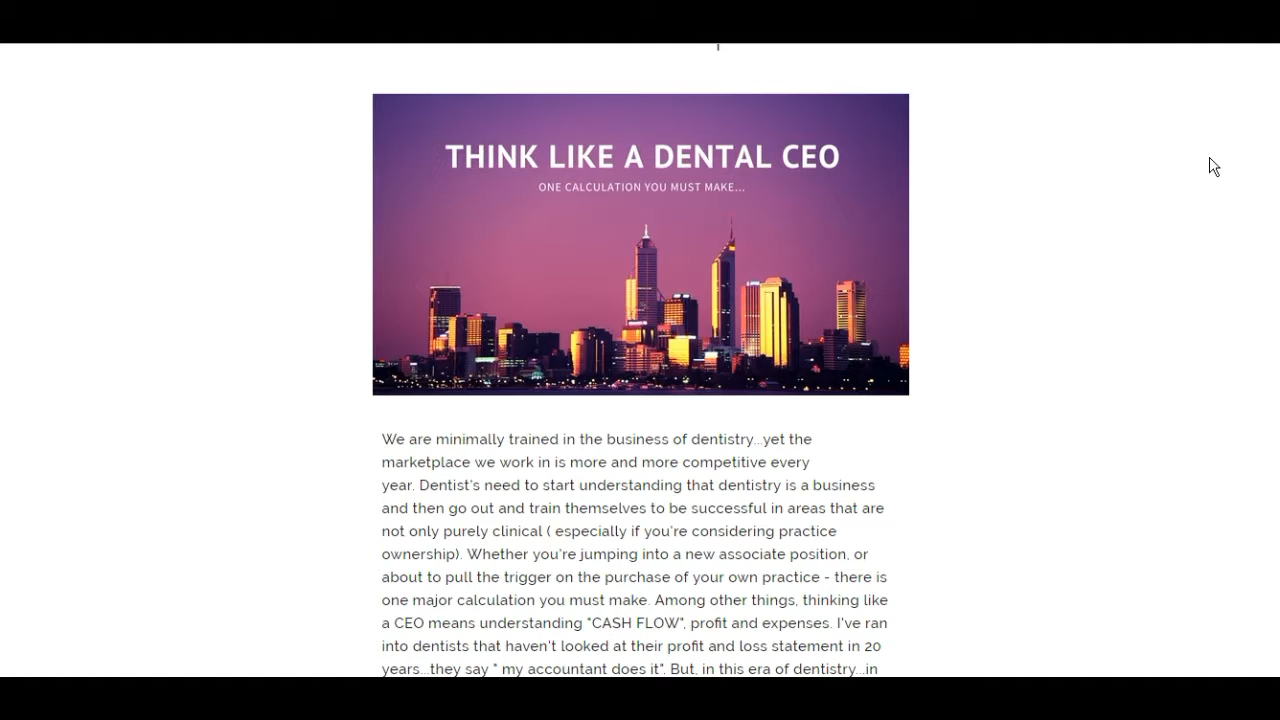 THINK LIKE A DENTAL CEO
ONE CALCULATION YOU MUST MAKE...
We are minimally trained in the business of dentistry...yet the
marketplace we work in is more and more competitive every
year. Dentist's need to start understanding that dentistry is a business
and then go out and train themselves to be successful in areas that are
not only purely clinical ( especially if you're considering practice
ownership). Whether you're jumping into a new associate position, or
about to pull the trigger on the purchase of your own practice - there is
one major calculation you must make. Among other things, thinking like
a CEO means understanding "CASH FLOW", profit and expenses. I've ran
into dentists that haven't looked at their profit and loss statement in 20
years...they say " my accountant does it". But, in this era of dentistry...in